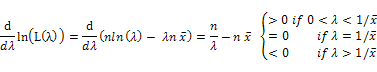 d/dλ ln(L(λ)) = d/dλ (nln(λ) − λn x̄) = n/λ − n x̄ { > 0 if 0 < λ < 1/x̄
= 0 if λ = 1/x̄
< 0 if λ > 1/x̄